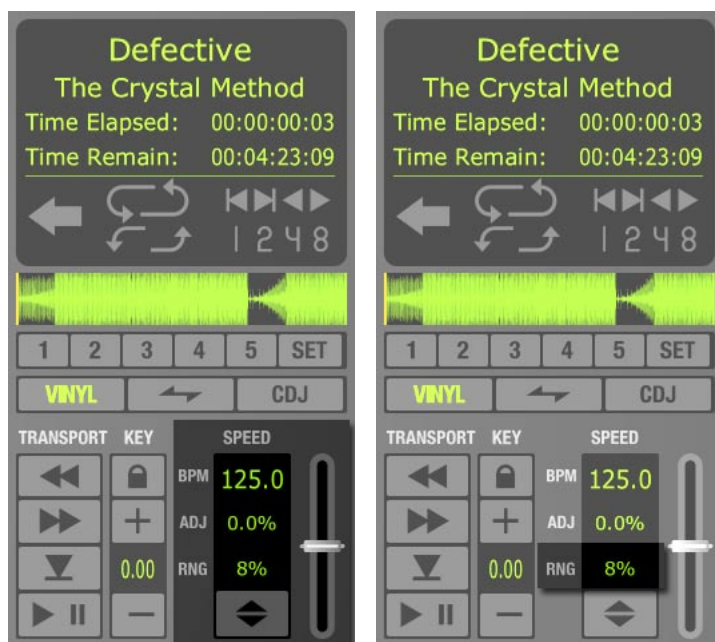 Defective
The Crystal Method
Time Elapsed: 00:00:00:03
Time Remain: 00:04:23:09
1 2 4 8
1 2 3 4 5 SET
VINYL CDJ
TRANSPORT KEY SPEED
BPM 125.0
ADJ 0.0%
0.00 RNG 8%
Defective
The Crystal Method
Time Elapsed: 00:00:00:03
Time Remain: 00:04:23:09
1 2 4 8
1 2 3 4 5 SET
VINYL CDJ
TRANSPORT KEY SPEED
BPM 125.0
ADJ 0.0%
0.00 RNG 8%